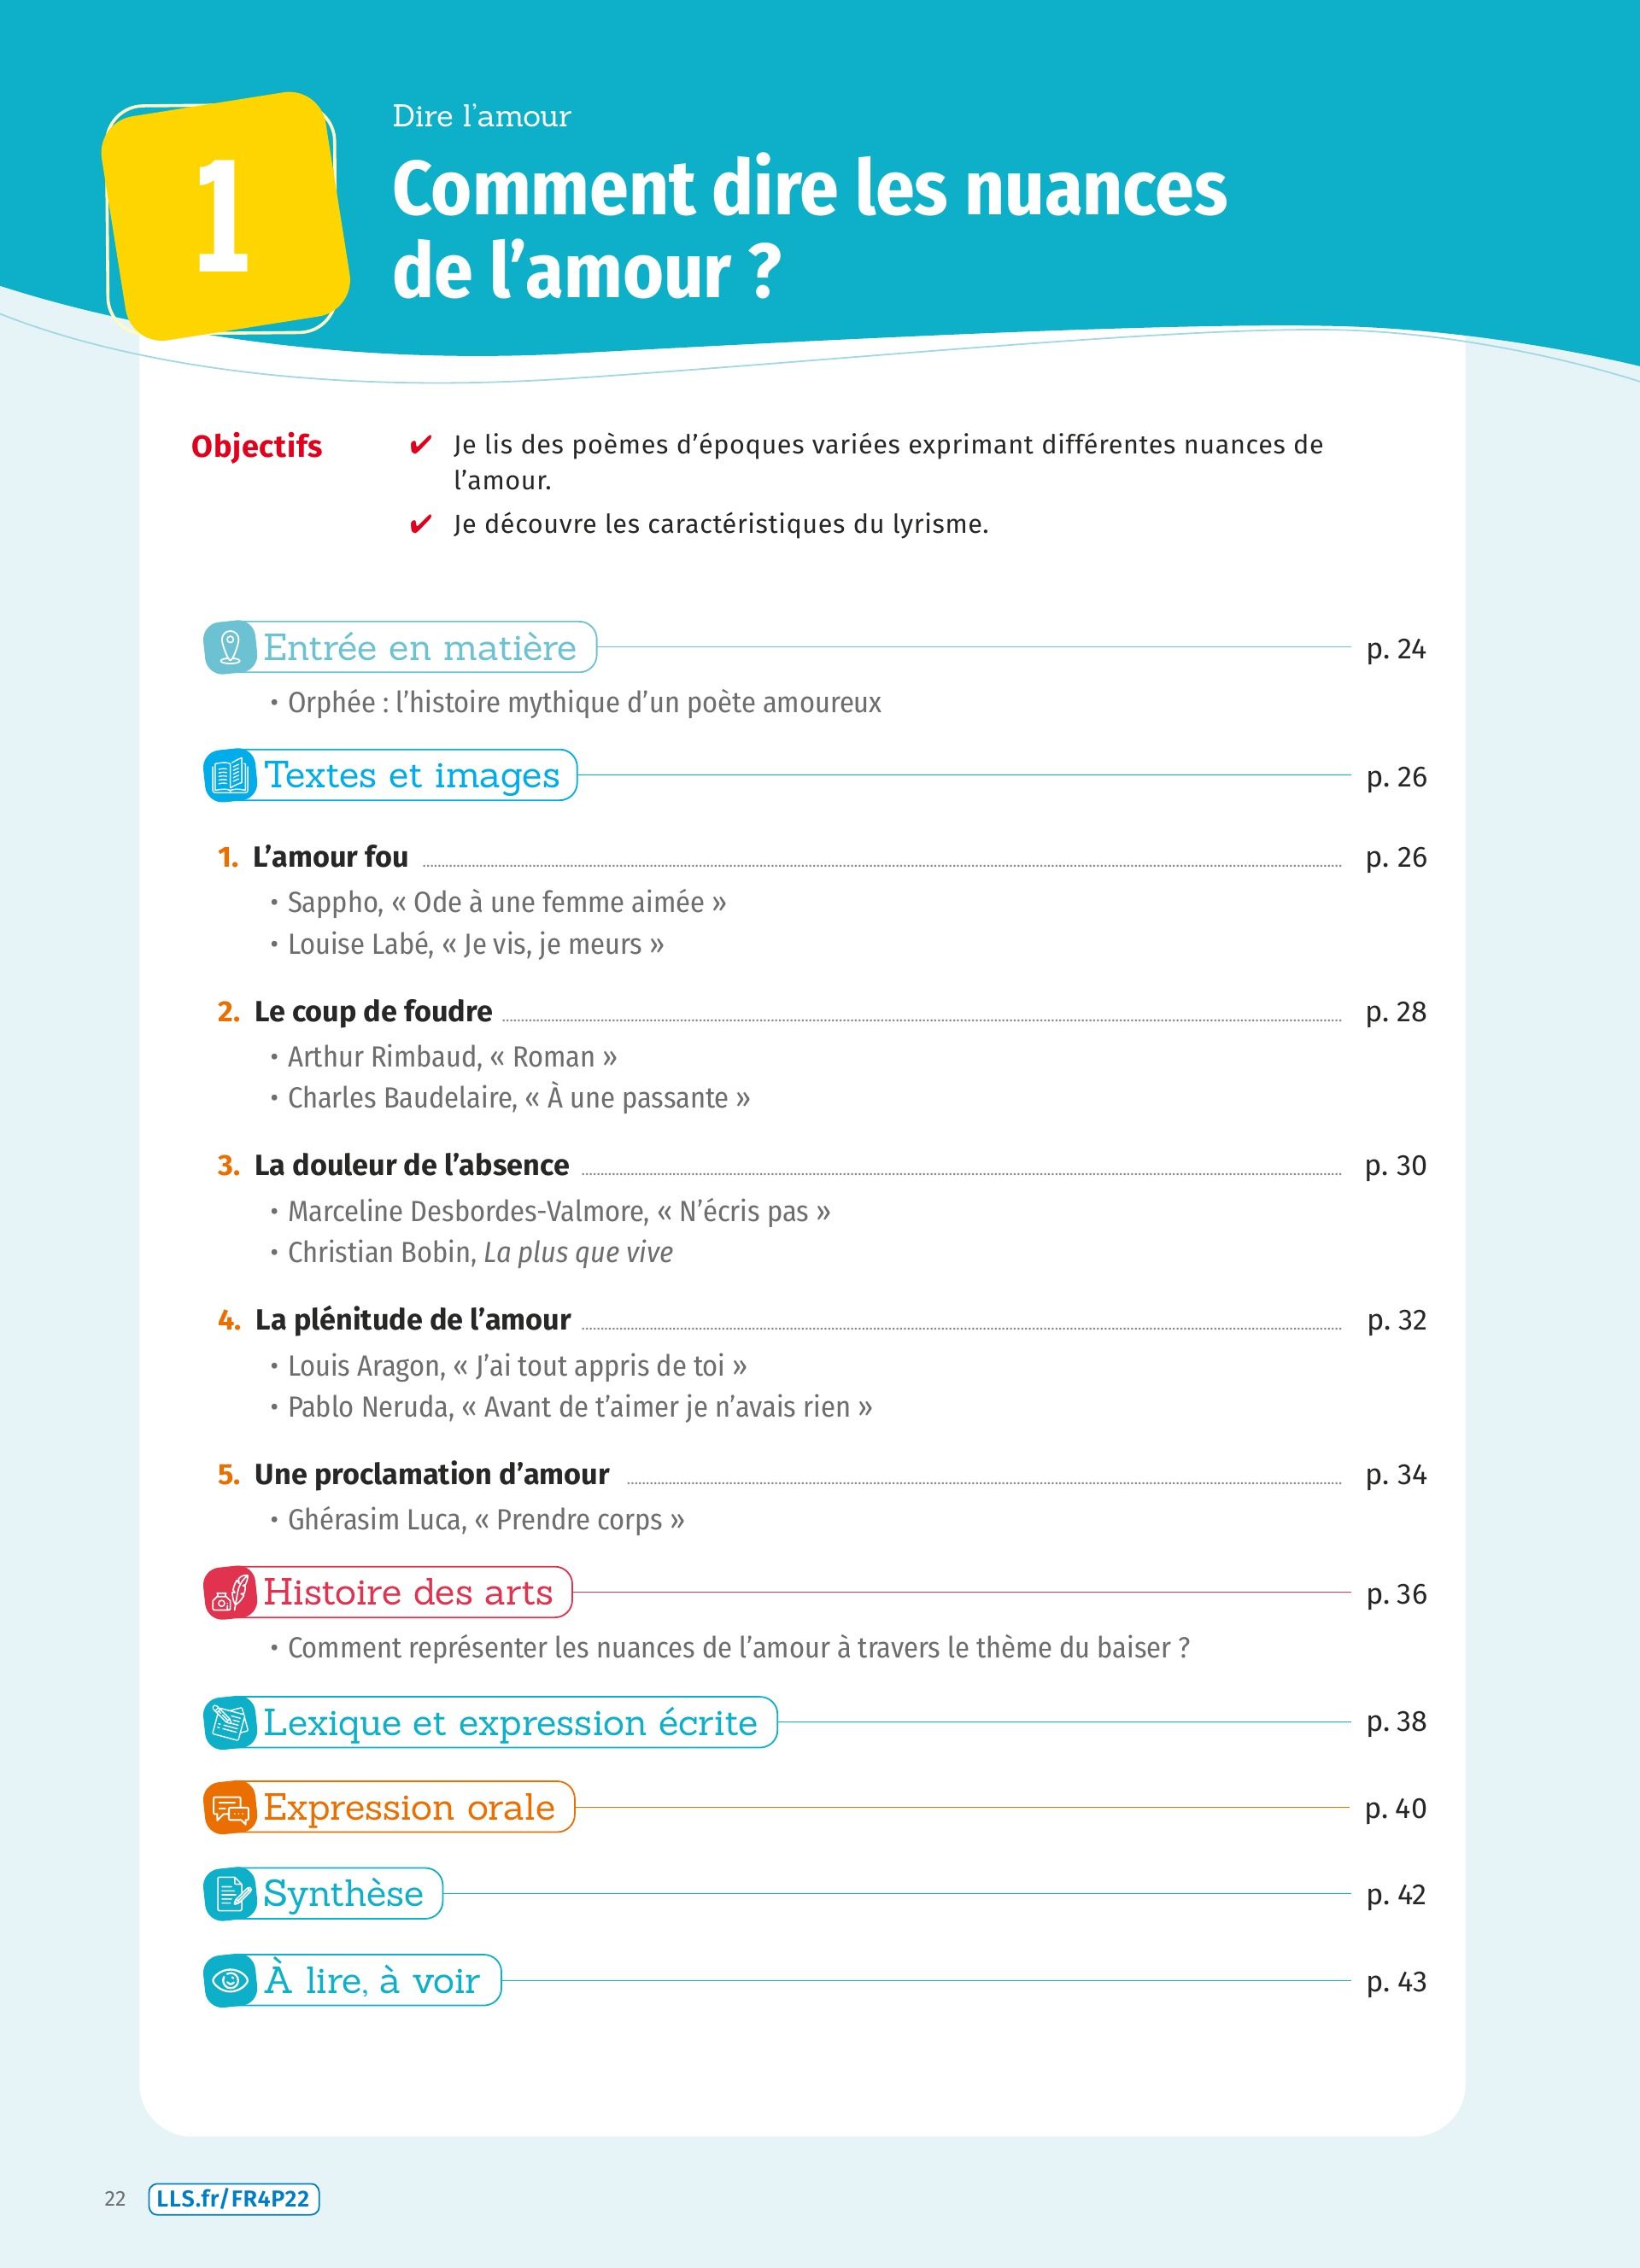 Dire l'amour
1
Comment dire les nuances
de l'amour ?
Objectifs
✔ Je lis des poèmes d'époques variées exprimant différentes nuances de
l'amour.
✔ Je découvre les caractéristiques du lyrisme.
Entrée en matière p. 24
• Orphée : l'histoire mythique d'un poète amoureux
Textes et images p. 26
1. L'amour fou p. 26
• Sappho, « Ode à une femme aimée »
• Louise Labé, « Je vis, je meurs »
2. Le coup de foudre p. 28
• Arthur Rimbaud, « Roman »
• Charles Baudelaire, « À une passante »
3. La douleur de l'absence p. 30
• Marceline Desbordes-Valmore, « N'écris pas »
• Christian Bobin, La plus que vive
4. La plénitude de l'amour p. 32
• Louis Aragon, « J'ai tout appris de toi »
• Pablo Neruda, « Avant de t'aimer je n'avais rien »
5. Une proclamation d'amour p. 34
• Ghérasim Luca, « Prendre corps »
Histoire des arts p. 36
• Comment représenter les nuances de l'amour à travers le thème du baiser ?
Lexique et expression écrite p. 38
Expression orale p. 40
Synthèse p. 42
À lire, à voir p. 43
22 LLS.fr/FR4P22